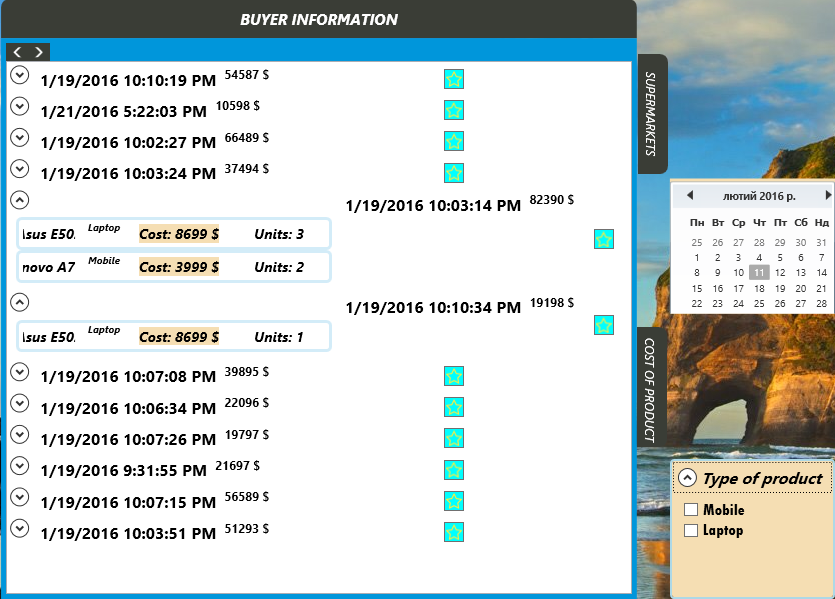 BUYER INFORMATION
1/19/2016 10:10:19 PM 54587 $
1/21/2016 5:22:03 PM 10598 $
1/19/2016 10:02:27 PM 66489 $
1/19/2016 10:03:24 PM 37494 $
1/19/2016 10:03:14 PM 82390 $
Asus E50. Laptop Cost: 8699 $ Units: 3
novo A7 Mobile Cost: 3999 $ Units: 2
1/19/2016 10:10:34 PM 19198 $
Asus E50. Laptop Cost: 8699 $ Units: 1
1/19/2016 10:07:08 PM 39895 $
1/19/2016 10:06:34 PM 22096 $
1/19/2016 10:07:26 PM 19797 $
1/19/2016 9:31:55 PM 21697 $
1/19/2016 10:07:15 PM 56589 $
1/19/2016 10:03:51 PM 51293 $
SUPERMARKETS
COST OF PRODUCT
лютий 2016 р.
Пн Вт Ср Чт Пт Сб Нд
25 26 27 28 29 30 31
1 2 3 4 5 6 7
8 9 10 11 12 13 14
15 16 17 18 19 20 21
22 23 24 25 26 27 28
Type of product
Mobile
Laptop